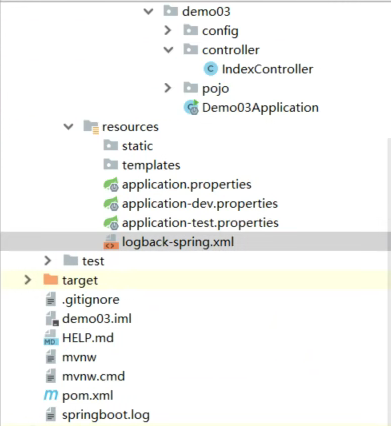 demo03
config
controller
IndexController
pojo
Demo03Application
resources
static
templates
application.properties
application-dev.properties
application-test.properties
logback-spring.xml
test
target
.gitignore
demo03.iml
MD HELP.md
mvnw
mvnw.cmd
m pom.xml
springboot.log